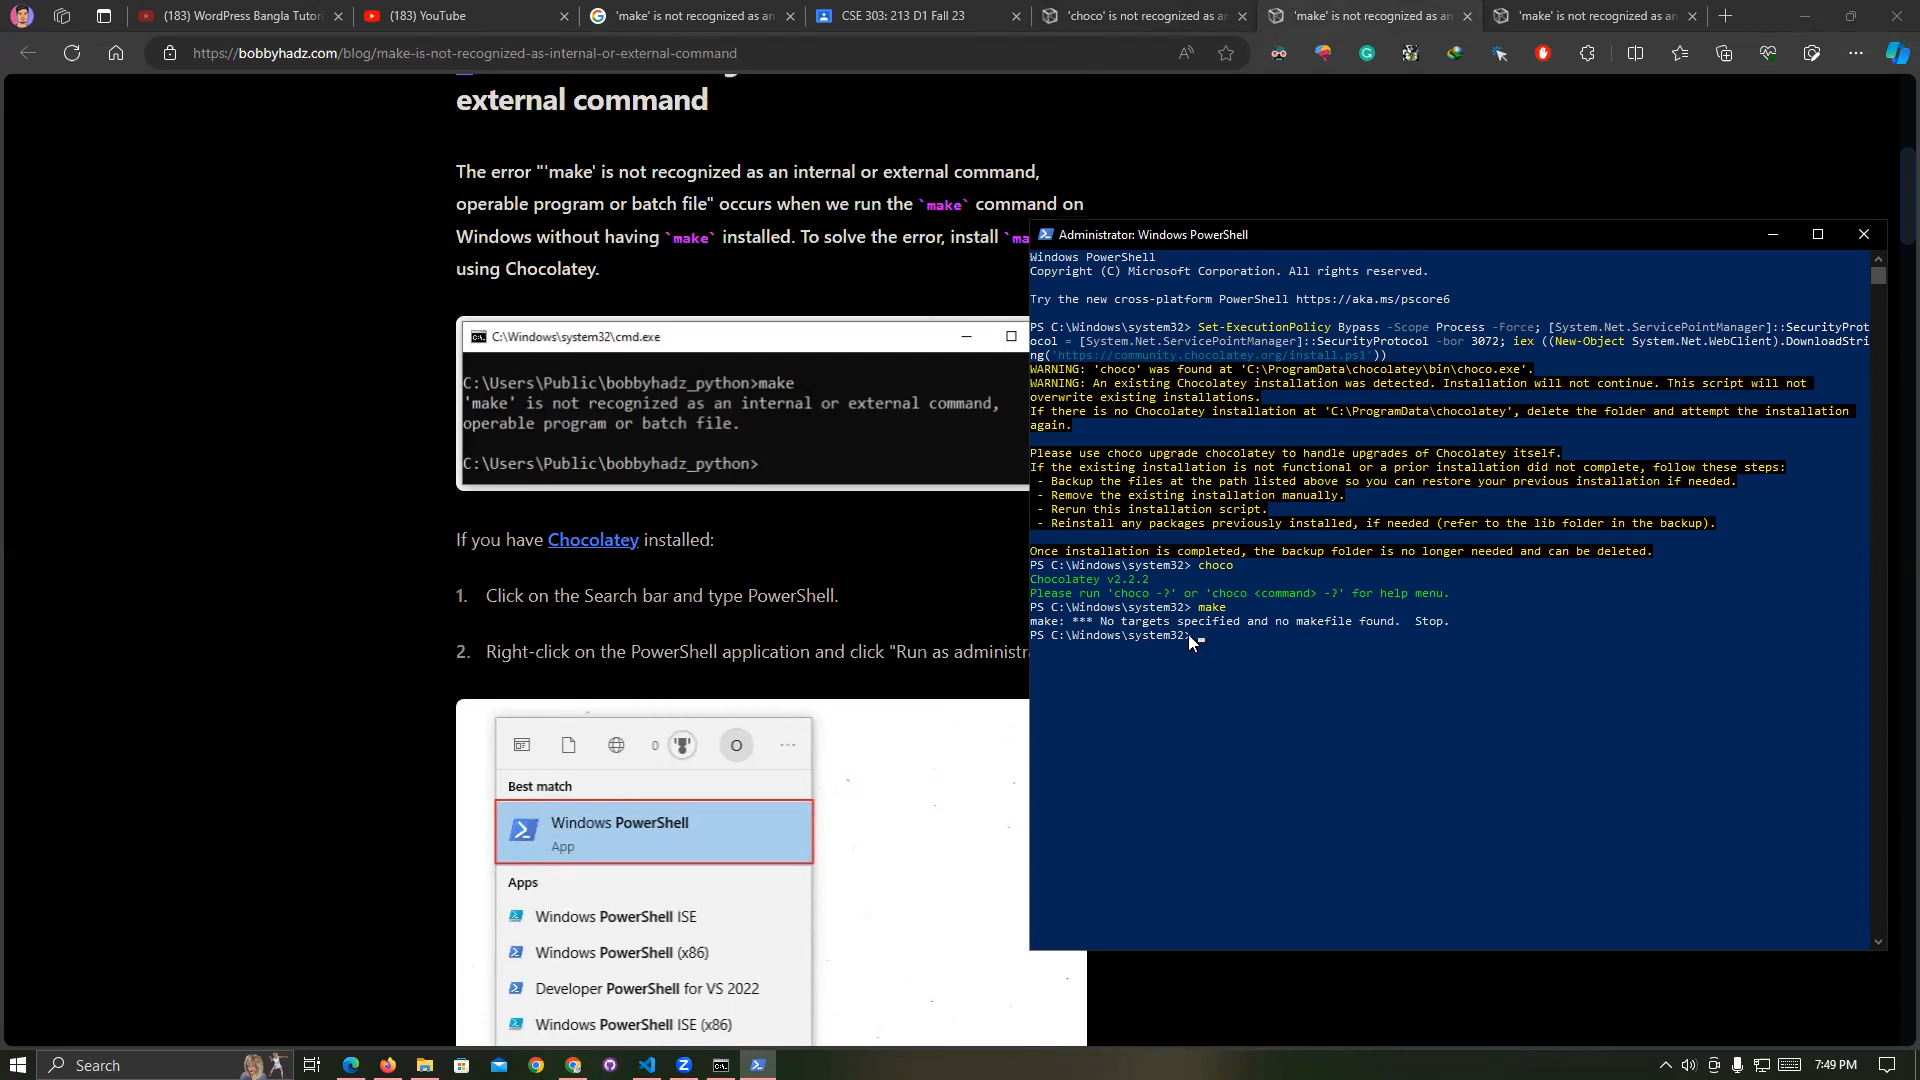 (183) WordPress Bangla Tutori
(183) YouTube
'make' is not recognized as an
CSE 303: 213 D1 Fall 23
'choco' is not recognized as an
'make' is not recognized as an
'make' is not recognized as an
https://bobbyhadz.com/blog/make-is-not-recognized-as-internal-or-external-command
external command
The error "'make' is not recognized as an internal or external command,
operable program or batch file" occurs when we run the `make` command on
Windows without having `make` installed. To solve the error, install `ma
using Chocolatey.
C:\Windows\system32\cmd.exe
C:\Users\Public\bobbyhadz_python>make
'make' is not recognized as an internal or external command,
operable program or batch file.
C:\Users\Public\bobbyhadz_python>
If you have Chocolatey installed:
1. Click on the Search bar and type PowerShell.
2. Right-click on the PowerShell application and click "Run as administra
0
O
Best match
Windows PowerShell
App
Apps
Windows PowerShell ISE
Windows PowerShell (x86)
Developer PowerShell for VS 2022
Windows PowerShell ISE (x86)
Administrator: Windows PowerShell
Windows PowerShell
Copyright (C) Microsoft Corporation. All rights reserved.
Try the new cross-platform PowerShell https://aka.ms/pscore6
PS C:\Windows\system32> Set-ExecutionPolicy Bypass -Scope Process -Force; [System.Net.ServicePointManager]::SecurityProt
ocol = [System.Net.ServicePointManager]::SecurityProtocol -bor 3072; iex ((New-Object System.Net.WebClient).DownloadStri
ng('https://community.chocolatey.org/install.ps1'))
WARNING: 'choco' was found at 'C:\ProgramData\chocolatey\bin\choco.exe'.
WARNING: An existing Chocolatey installation was detected. Installation will not continue. This script will not
overwrite existing installations.
If there is no Chocolatey installation at 'C:\ProgramData\chocolatey', delete the folder and attempt the installation
again.
Please use choco upgrade chocolatey to handle upgrades of Chocolatey itself.
If the existing installation is not functional or a prior installation did not complete, follow these steps:
- Backup the files at the path listed above so you can restore your previous installation if needed.
- Remove the existing installation manually.
- Rerun this installation script.
- Reinstall any packages previously installed, if needed (refer to the lib folder in the backup).
Once installation is completed, the backup folder is no longer needed and can be deleted.
PS C:\Windows\system32> choco
Chocolatey v2.2.2
Please run 'choco -?' or 'choco <command> -?' for help menu.
PS C:\Windows\system32> make
make: *** No targets specified and no makefile found.  Stop.
PS C:\Windows\system32>
Search
7:49 PM